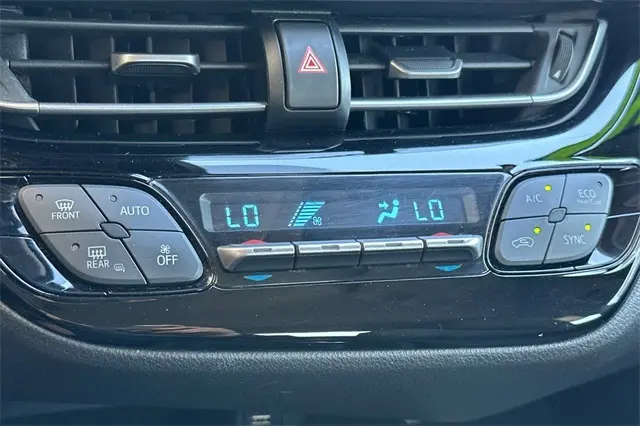 FRONT
AUTO
REAR
OFF
LO
LO
A/C
ECO
SYNC